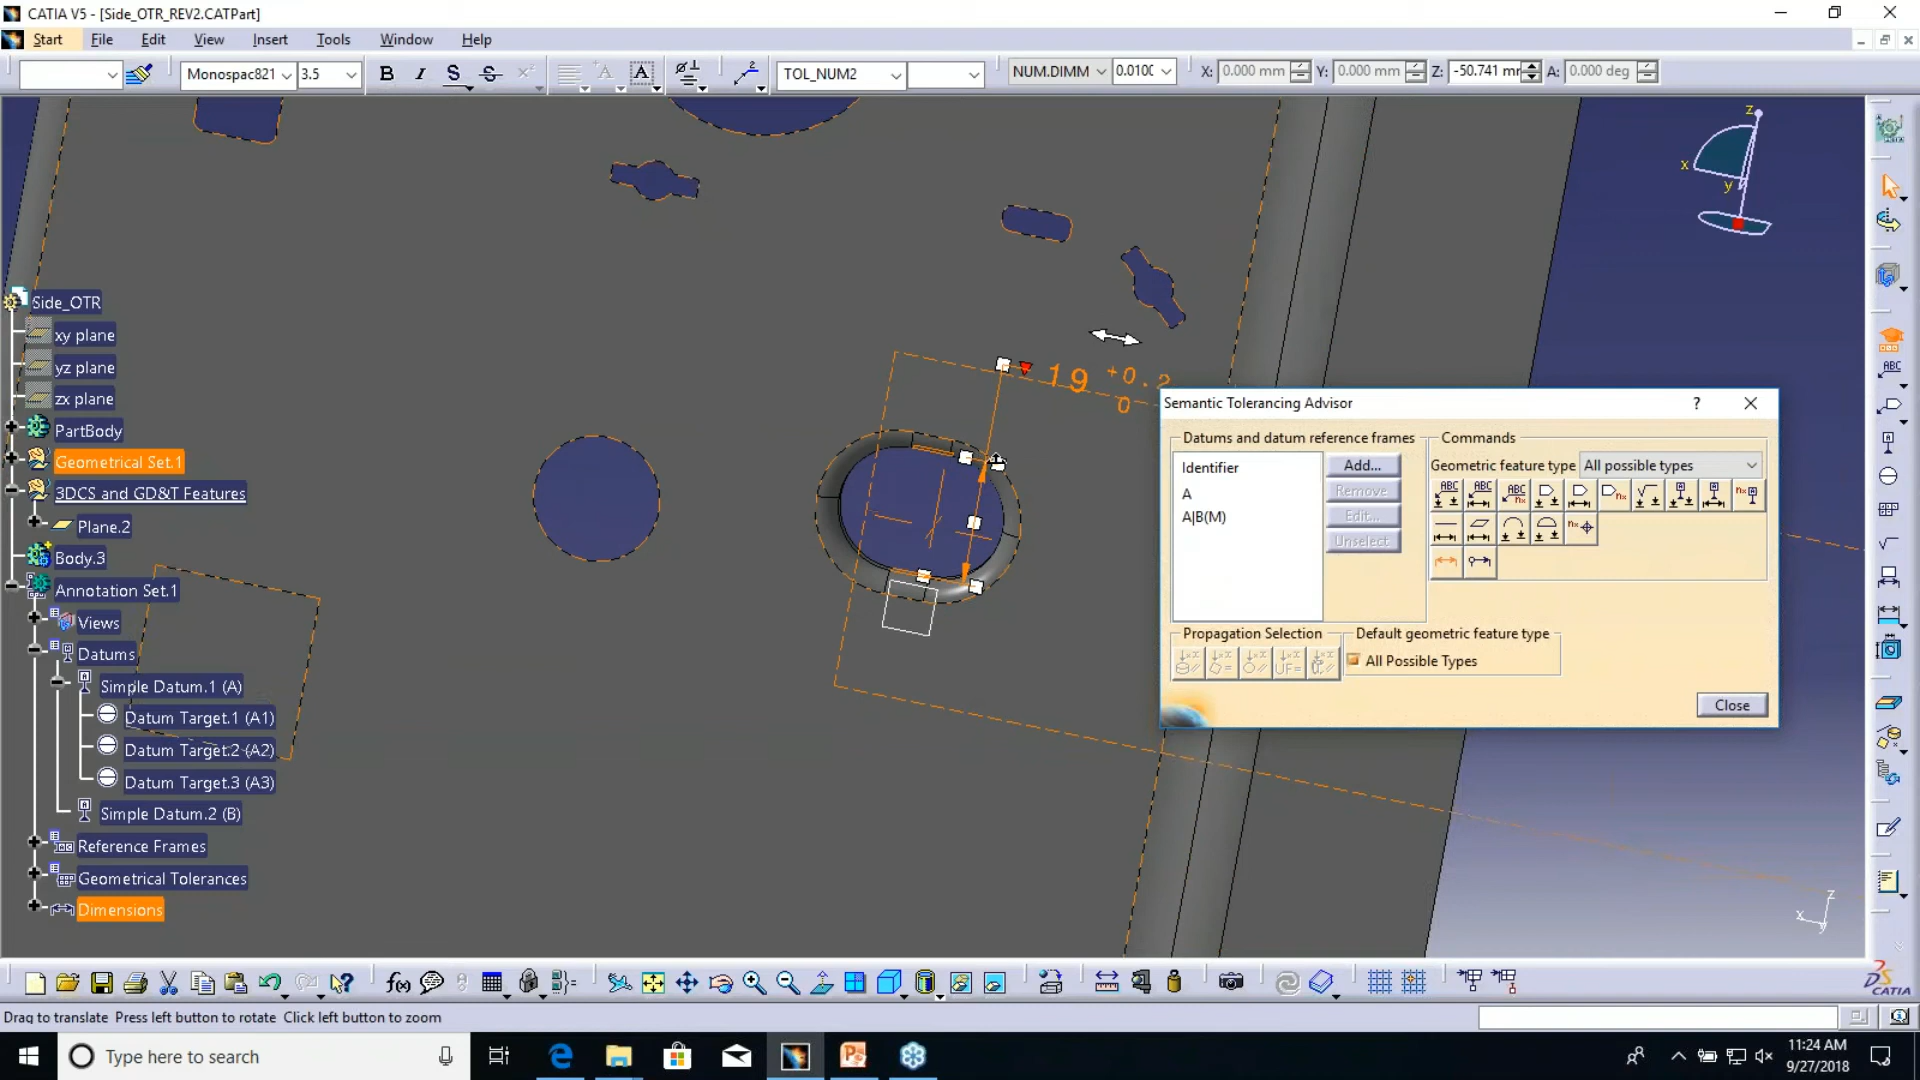 CATIA V5 - [Side_OTR_REV2.CATPart]
Start File Edit View Insert Tools Window Help
Monospac821 3.5 B I S S TOL_NUM2 NUM.DIMM 0.010 X: 0.000 mm Y: 0.000 mm Z: -50.741 mm A: 0.000 deg
z
x
y
Side_OTR
xy plane
yz plane
zx plane
PartBody
Geometrical Set.1
3DCS and GD&T Features
Plane.2
Body.3
Annotation Set.1
Views
Datums
Simple Datum.1 (A)
Datum Target.1 (A1)
Datum Target.2 (A2)
Datum Target.3 (A3)
Simple Datum.2 (B)
Reference Frames
Geometrical Tolerances
Dimensions
19 +0.2
0
Semantic Tolerancing Advisor ?
Datums and datum reference frames
Identifier
A
A|B(M)
Add...
Remove
Edit...
Unselect
Commands
Geometric feature type All possible types
Propagation Selection
Default geometric feature type
All Possible Types
Close
z
x
y
CATIA
Drag to translate Press left button to rotate Click left button to zoom
Type here to search
11:24 AM
9/27/2018